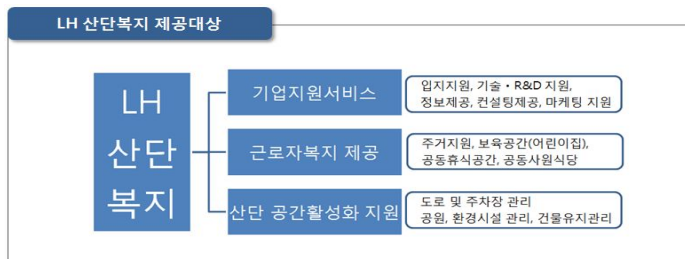 LH 산단복지 제공대상
LH
산단
복지
기업지원서비스
입지지원, 기술・R&D 지원,
정보제공, 컨설팅제공, 마케팅 지원
근로자복지 제공
주거지원, 보육공간(어린이집),
공동휴식공간, 공동사원식당
산단 공간활성화 지원
도로 및 주차장 관리
공원, 환경시설 관리, 건물유지관리